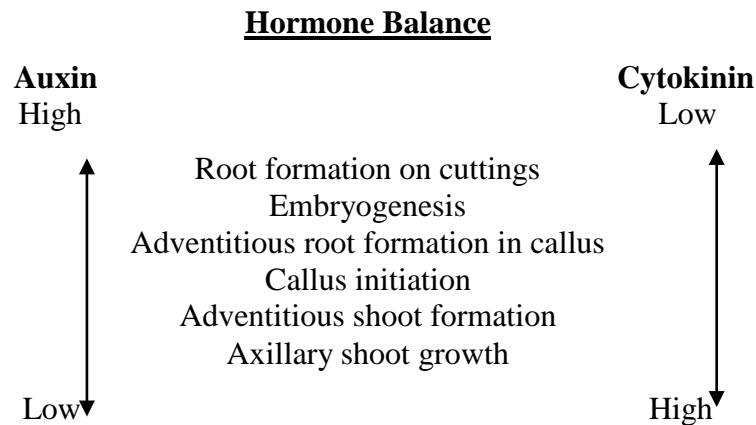 Hormone Balance
Auxin Cytokinin
High Low
Root formation on cuttings
Embryogenesis
Adventitious root formation in callus
Callus initiation
Adventitious shoot formation
Axillary shoot growth
Low High